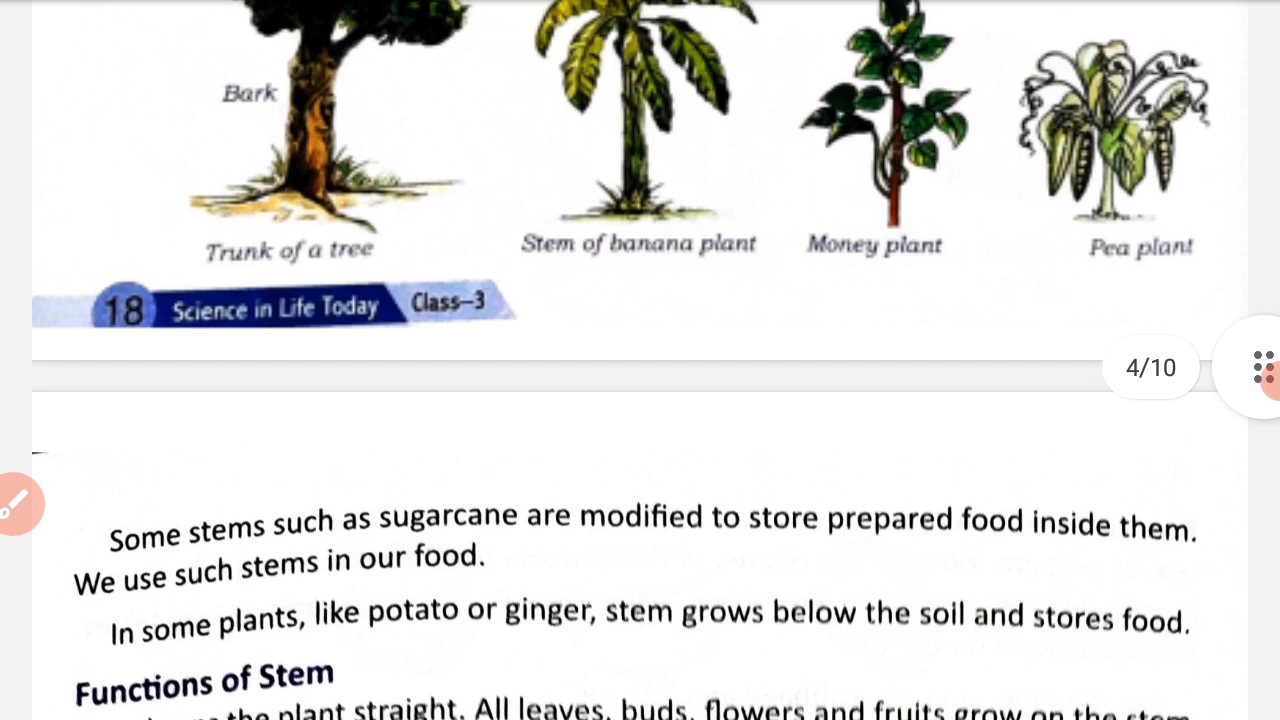 Bark
Trunk of a tree
Stem of banana plant
Money plant
Pea plant
18 Science in Life Today Class–3
4/10
Some stems such as sugarcane are modified to store prepared food inside them.
We use such stems in our food.
In some plants, like potato or ginger, stem grows below the soil and stores food.
Functions of Stem
the plant straight. All leaves, buds, flowers and fruits grow on the stem